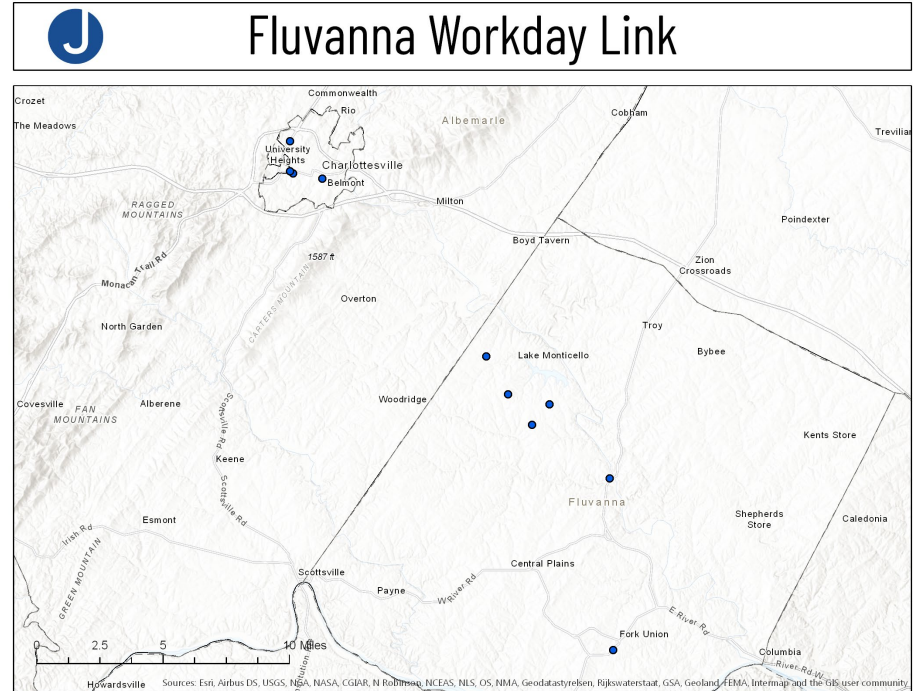 J
Fluvanna Workday Link
Commonwealth
Crozet
Rio
Cobham
Albemarle
The Meadows
Trevilian
University
Heights
Charlottesville
Belmont
RAGGED
MOUNTAINS
Milton
Poindexter
Boyd Tavern
1587 ft
Zion
Crossroads
Monacan Trail Rd
CARTERS MOUNTAIN
Overton
North Garden
Troy
Bybee
Lake Monticello
Covesville
FAN
MOUNTAINS
Alberene
Scottsville Rd
Woodridge
Kents Store
Keene
Scottsville Rd
Fluvanna
Esmont
Shepherds
Store
Caledonia
Irish Rd
GREEN MOUNTAIN
Scottsville
Central Plains
Payne
W River Rd
E River Rd
Fork Union
Columbia
River Rd W
0 2.5 5 10 Miles
Howardsville
Sources: Esri, Airbus DS, USGS, NGA, NASA, CGIAR, N Robinson, NCEAS, NLS, OS, NMA, Geodatastyrelsen, Rijkswaterstaat, GSA, Geoland, FEMA, Intermap and the GIS user community,